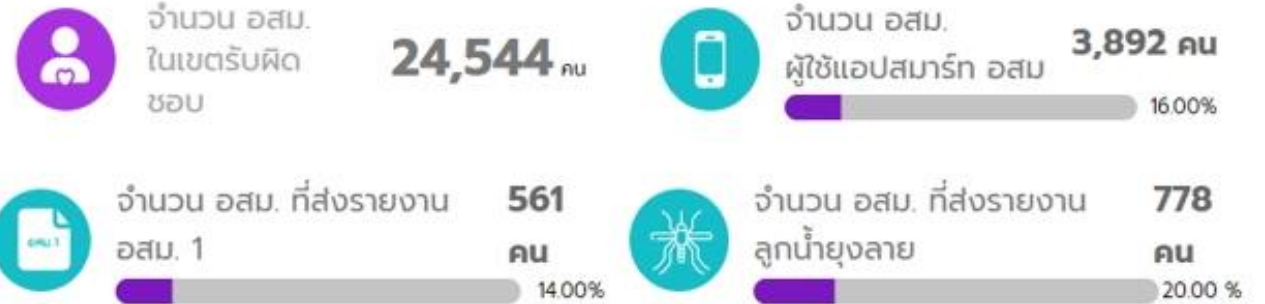 จำนวน อสม.
ในเขตรับผิด
ชอบ
24,544 คน
จำนวน อสม.
ผู้ใช้แอปสมาร์ท อสม
3,892 คน
16.00%
จำนวน อสม. ที่ส่งรายงาน
อสม. 1
561
คน
14.00%
อสม.1
จำนวน อสม. ที่ส่งรายงาน
ลูกน้ำยุงลาย
778
คน
20.00 %